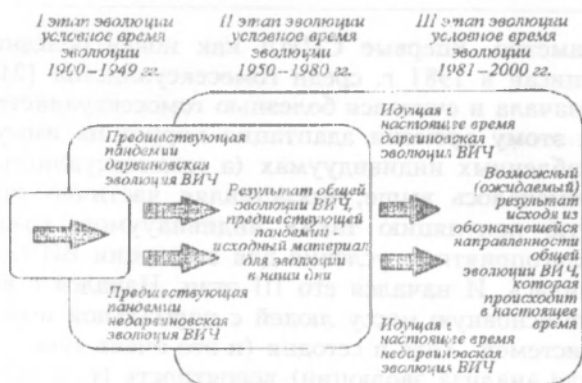 I этап эволюции
условное время
эволюции
1900–1949 гг.
II этап эволюции
условное время
эволюции
1950–1980 гг.
III этап эволюции
условное время
эволюции
1981–2000 гг.
Предшествующая
пандемии
дарвиновская
эволюция ВИЧ
Результат общей
эволюции ВИЧ,
предшествующей
пандемии –
исходный материал
для эволюции
в наши дни
Предшествующая
пандемии
недарвиновская
эволюция ВИЧ
Идущая в
настоящее время
дарвиновская
эволюция ВИЧ
Возможный
(ожидаемый)
результат
исходя из
обозначившейся
направленности
общей
эволюции ВИЧ,
которая
происходит
в настоящее
время
Идущая в
настоящее время
недарвиновская
эволюция ВИЧ